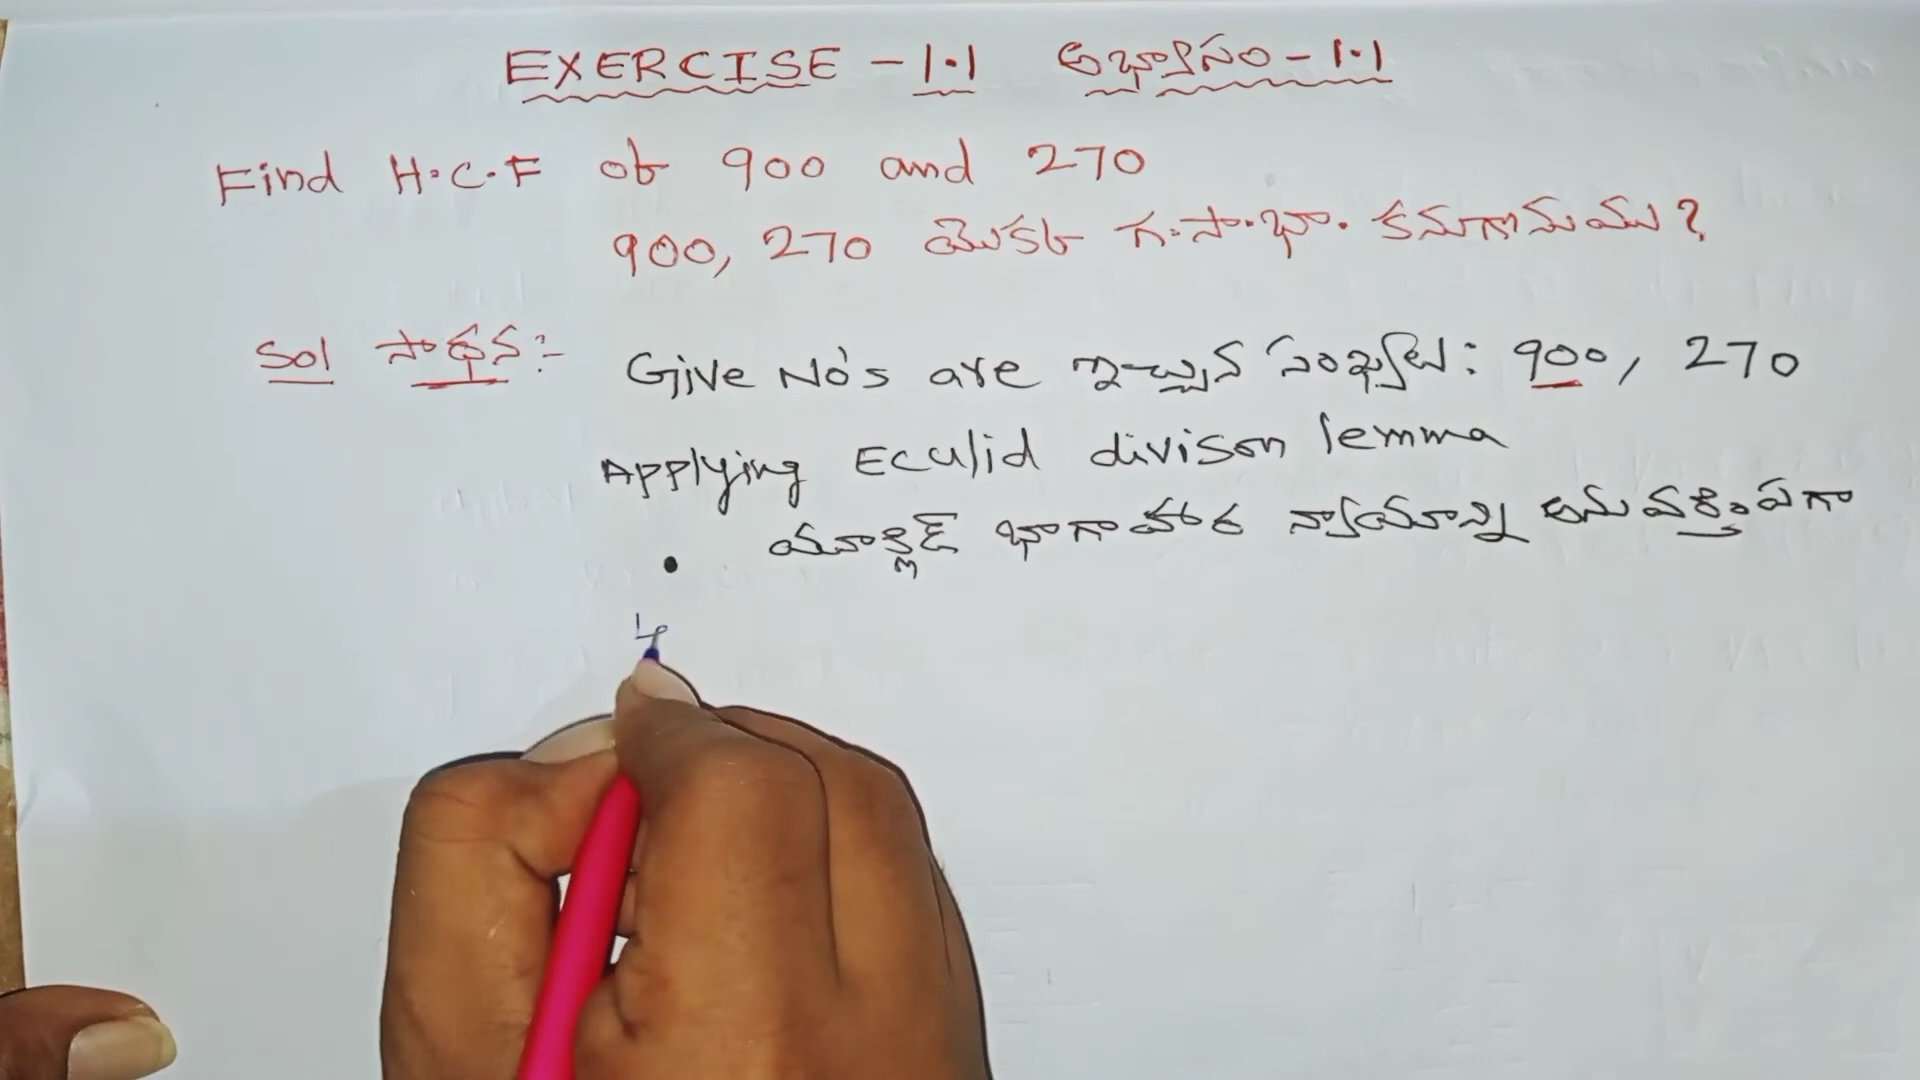 EXERCISE - 1.1 అభ్యాసం - 1.1
Find H.C.F of 900 and 270
900, 270 యొక్క గ.సా.భా. కనుగొనుము?
Sol సాధన:-
Give No's are ఇచ్చిన సంఖ్యలు: 900, 270
Applying Eculid divison lemma
యూక్లిడ్ భాగాహార న్యాయాన్ని అనువర్తింపగా